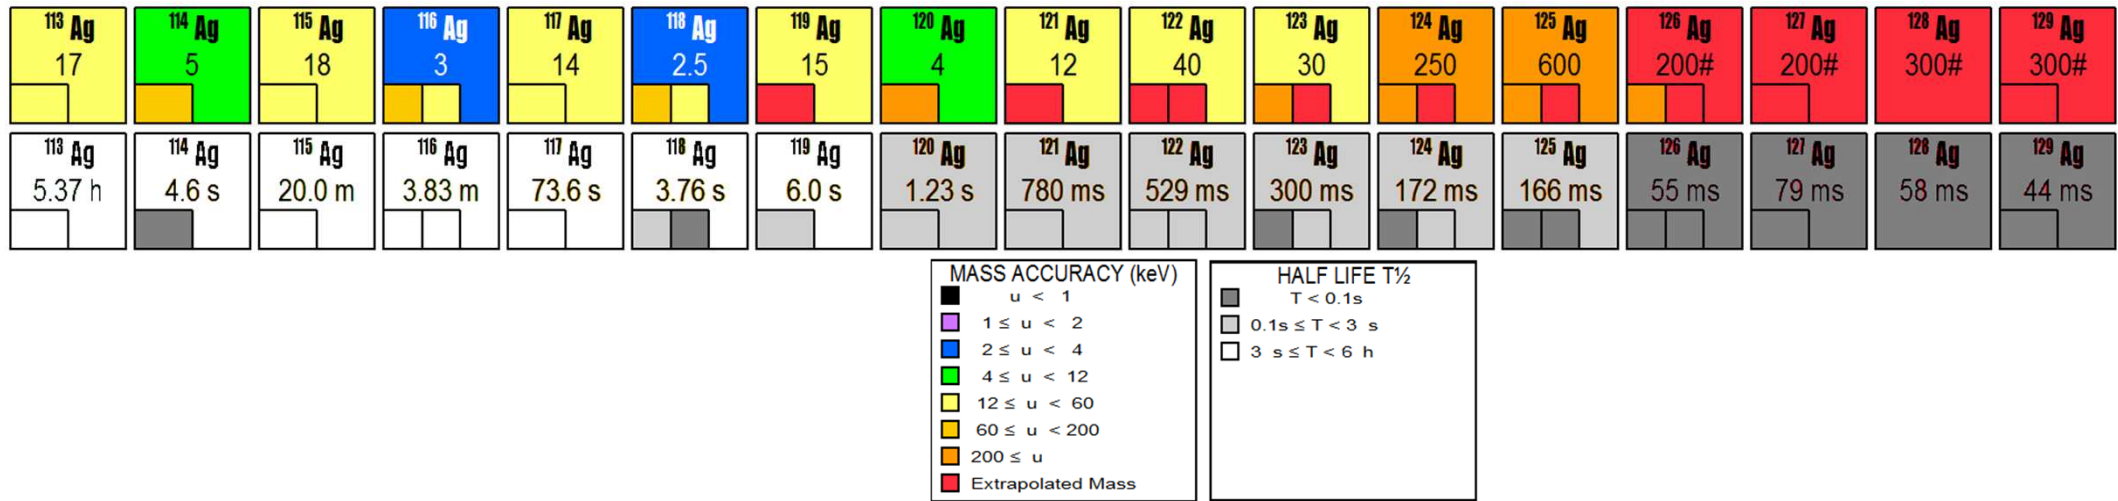 113 Ag 114 Ag 115 Ag 116 Ag 117 Ag 118 Ag 119 Ag 120 Ag 121 Ag 122 Ag 123 Ag 124 Ag 125 Ag 126 Ag 127 Ag 128 Ag 129 Ag
17 5 18 3 14 2.5 15 4 12 40 30 250 600 200# 200# 300# 300#
113 Ag 114 Ag 115 Ag 116 Ag 117 Ag 118 Ag 119 Ag 120 Ag 121 Ag 122 Ag 123 Ag 124 Ag 125 Ag 126 Ag 127 Ag 128 Ag 129 Ag
5.37 h 4.6 s 20.0 m 3.83 m 73.6 s 3.76 s 6.0 s 1.23 s 780 ms 529 ms 300 ms 172 ms 166 ms 55 ms 79 ms 58 ms 44 ms
MASS ACCURACY (keV)
u < 1
1 ≤ u < 2
2 ≤ u < 4
4 ≤ u < 12
12 ≤ u < 60
60 ≤ u < 200
200 ≤ u
Extrapolated Mass
HALF LIFE T½
T < 0.1s
0.1s ≤ T < 3 s
3 s ≤ T < 6 h